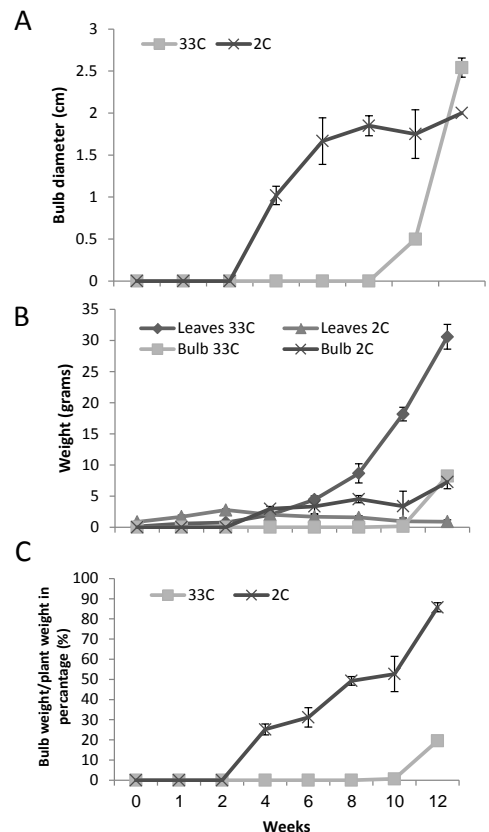 A
33C 2C
3
2.5
2
1.5
1
0.5
0
Bulb diameter (cm)
B
Leaves 33C Leaves 2C
Bulb 33C Bulb 2C
35
30
25
20
15
10
5
0
Weight (grams)
C
33C 2C
100
90
80
70
60
50
40
30
20
10
0
Bulb weight/plant weight in
percantage (%)
0 1 2 4 6 8 10 12
Weeks